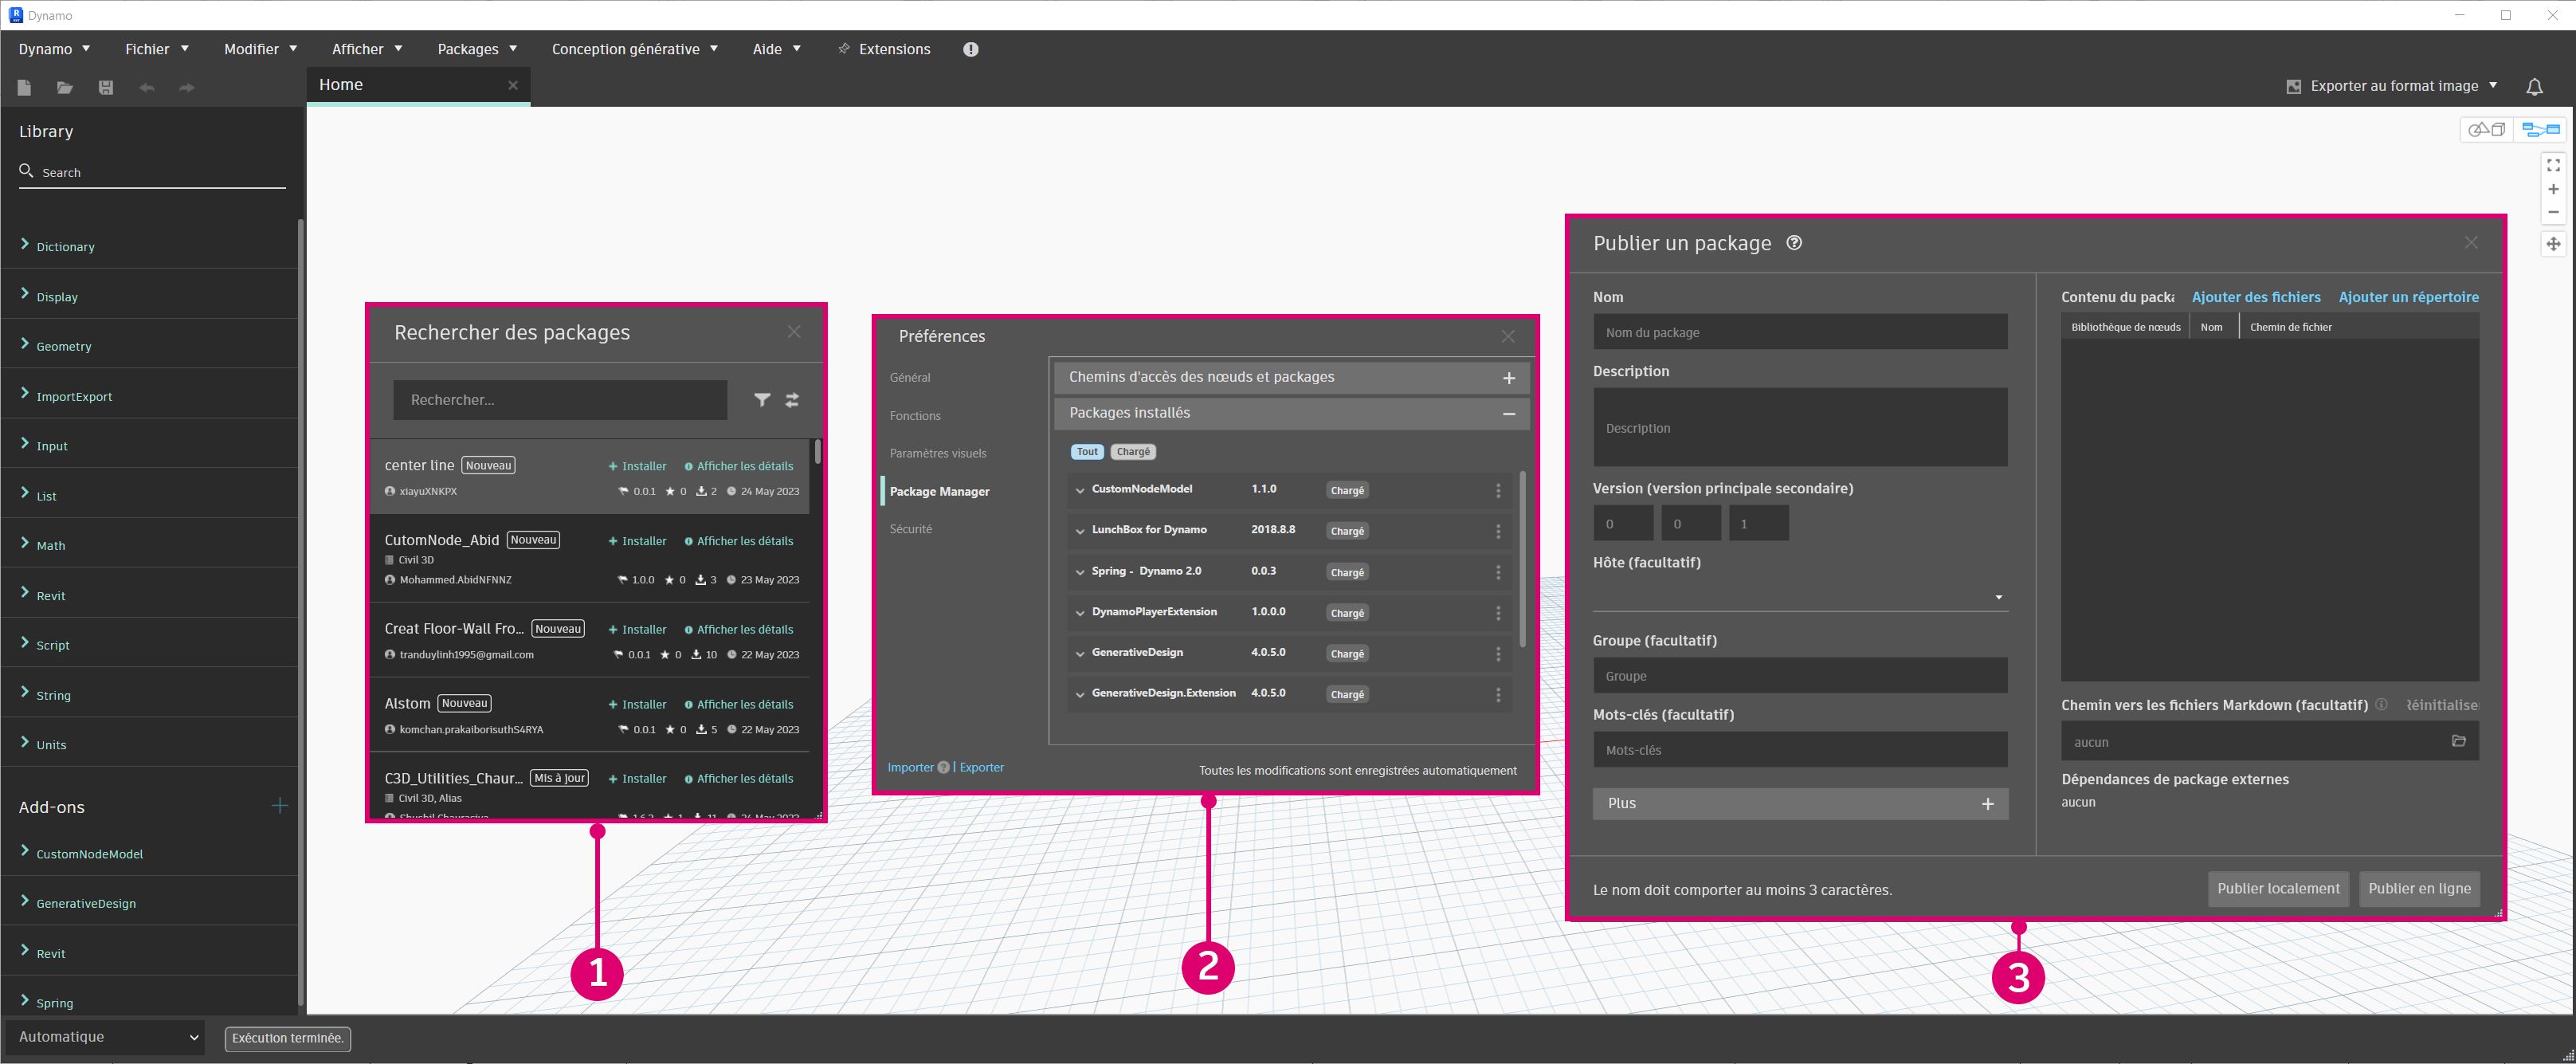 Dynamo
Dynamo Fichier Modifier Afficher Packages Conception générative Aide Extensions
Home
Exporter au format image
Library
Search
Dictionary
Display
Geometry
ImportExport
Input
List
Math
Revit
Script
String
Units
Add-ons
CustomNodeModel
GenerativeDesign
Revit
Spring
Automatique
Exécution terminée.
Rechercher des packages
Rechercher...
center line Nouveau Installer Afficher les détails
xiayuXNKPX 0.0.1 0 2 24 May 2023
CutomNode_Abid Nouveau Installer Afficher les détails
Civil 3D
Mohammed.AbidNFNNZ 1.0.0 0 3 23 May 2023
Creat Floor-Wall Fro... Nouveau Installer Afficher les détails
tranduylinh1995@gmail.com 0.0.1 0 10 22 May 2023
Alstom Nouveau Installer Afficher les détails
komchan.prakaiborisuthS4RYA 0.0.1 0 5 22 May 2023
C3D_Utilities_Chaur... Mis à jour Installer Afficher les détails
Civil 3D, Alias
1
Préférences
Général
Fonctions
Paramètres visuels
Package Manager
Sécurité
Chemins d'accès des nœuds et packages
Packages installés
Tout Chargé
CustomNodeModel 1.1.0 Chargé
LunchBox for Dynamo 2018.8.8 Chargé
Spring - Dynamo 2.0 0.0.3 Chargé
DynamoPlayerExtension 1.0.0.0 Chargé
GenerativeDesign 4.0.5.0 Chargé
GenerativeDesign.Extension 4.0.5.0 Chargé
Importer ? | Exporter
Toutes les modifications sont enregistrées automatiquement
2
Publier un package ?
Nom
Nom du package
Description
Description
Version (version principale secondaire)
0 0 1
Hôte (facultatif)
Groupe (facultatif)
Groupe
Mots-clés (facultatif)
Mots-clés
Plus
Contenu du packa Ajouter des fichiers Ajouter un répertoire
Bibliothèque de nœuds Nom Chemin de fichier
Chemin vers les fichiers Markdown (facultatif) Réinitialise
aucun
Dépendances de package externes
aucun
Le nom doit comporter au moins 3 caractères.
Publier localement Publier en ligne
3